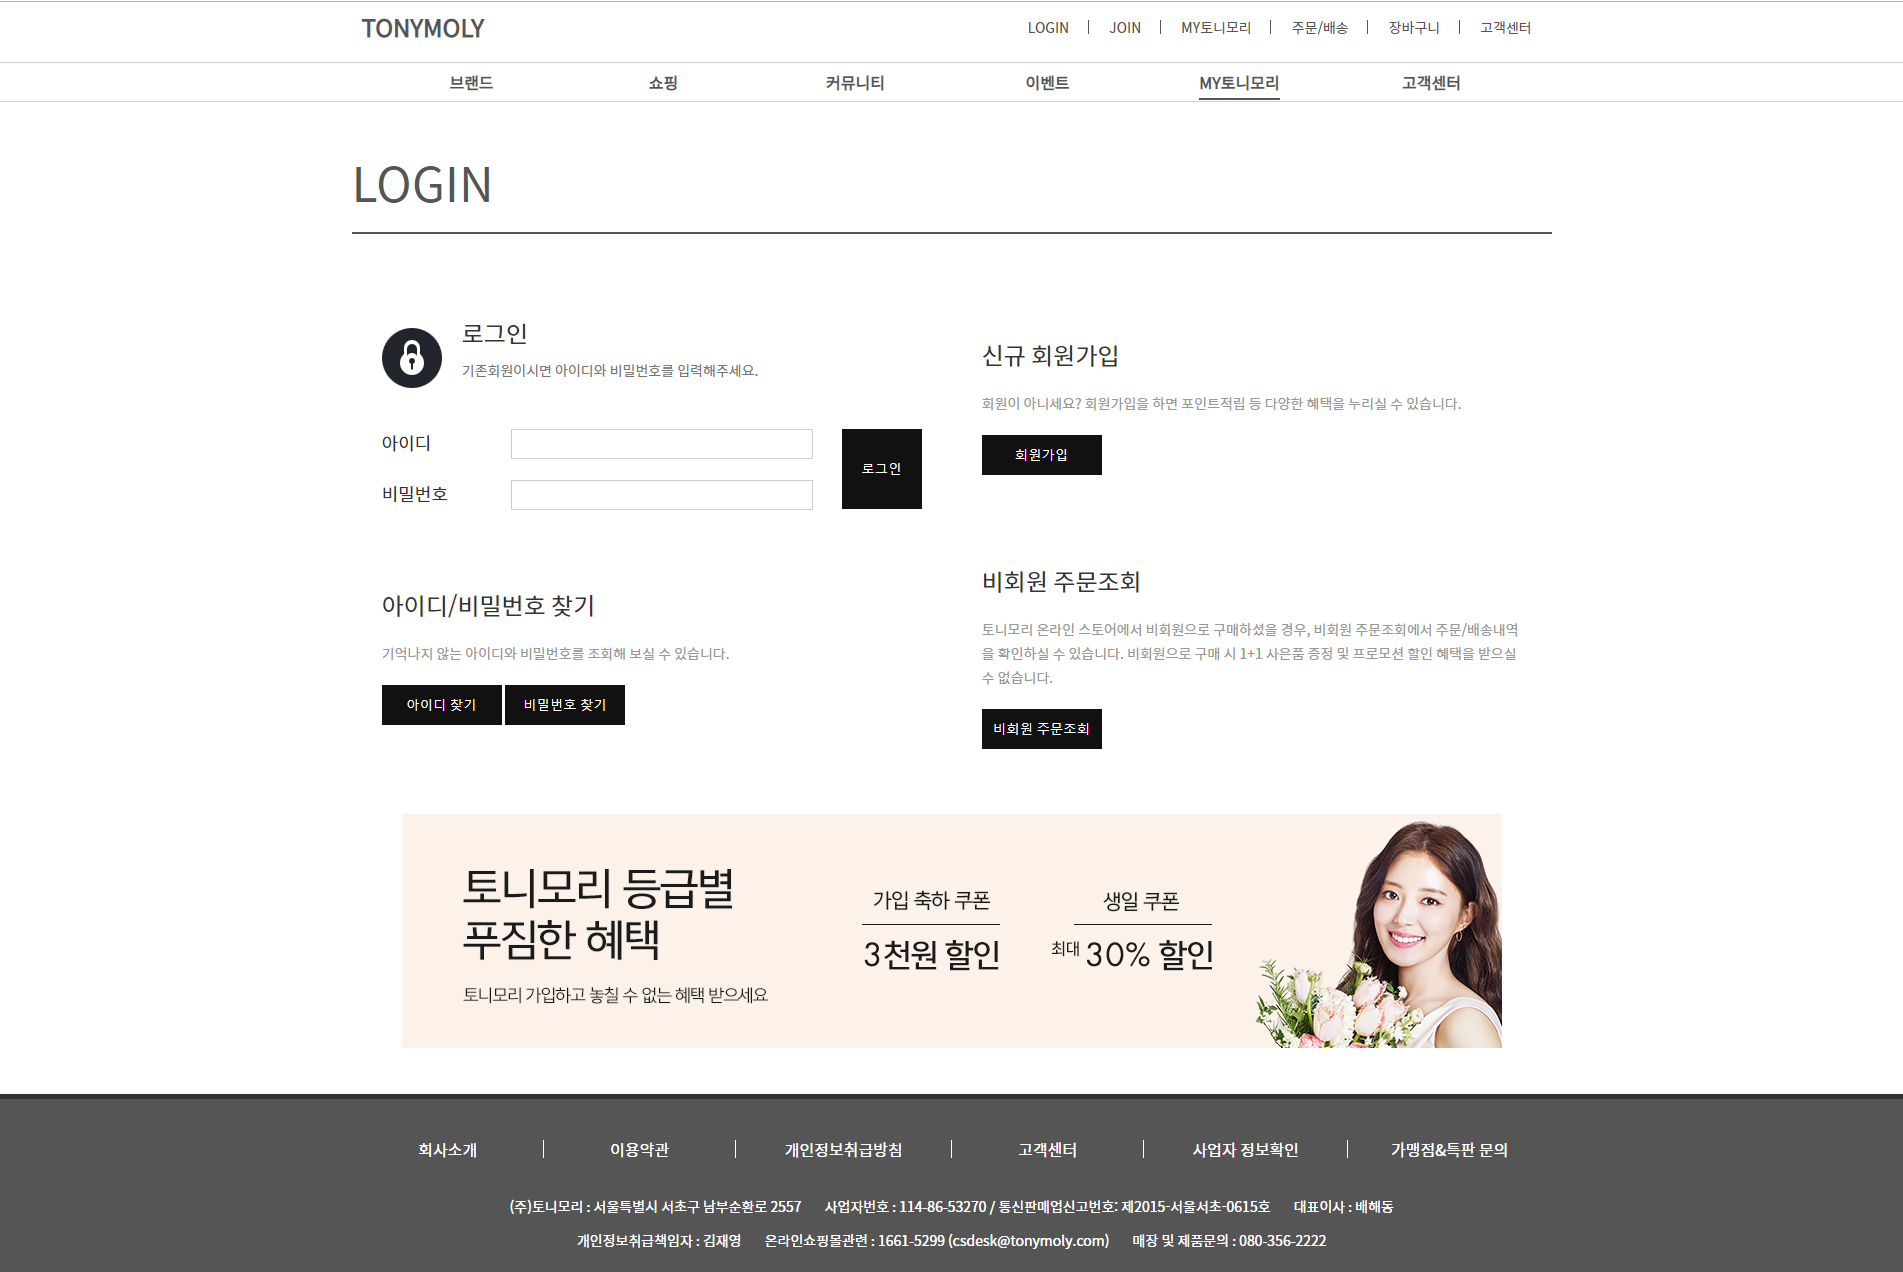 TONYMOLY
LOGIN JOIN MY토니모리 주문/배송 장바구니 고객센터
브랜드 쇼핑 커뮤니티 이벤트 MY토니모리 고객센터
LOGIN
로그인
기존회원이시면 아이디와 비밀번호를 입력해주세요.
아이디
비밀번호
로그인
신규 회원가입
회원이 아니세요? 회원가입을 하면 포인트적립 등 다양한 혜택을 누리실 수 있습니다.
회원가입
아이디/비밀번호 찾기
기억나지 않는 아이디와 비밀번호를 조회해 보실 수 있습니다.
아이디 찾기 비밀번호 찾기
비회원 주문조회
토니모리 온라인 스토어에서 비회원으로 구매하셨을 경우, 비회원 주문조회에서 주문/배송내역
을 확인하실 수 있습니다. 비회원으로 구매 시 1+1 사은품 증정 및 프로모션 할인 혜택을 받으실
수 없습니다.
비회원 주문조회
토니모리 등급별
푸짐한 혜택
토니모리 가입하고 놓칠 수 없는 혜택 받으세요
가입 축하 쿠폰
3천원 할인
생일 쿠폰
최대 30% 할인
회사소개 이용약관 개인정보취급방침 고객센터 사업자 정보확인 가맹점&특판 문의
(주)토니모리 : 서울특별시 서초구 남부순환로 2557 사업자번호 : 114-86-53270 / 통신판매업신고번호: 제2015-서울서초-0615호 대표이사 : 배해동
개인정보취급책임자 : 김재영 온라인쇼핑몰관련 : 1661-5299 (csdesk@tonymoly.com) 매장 및 제품문의 : 080-356-2222